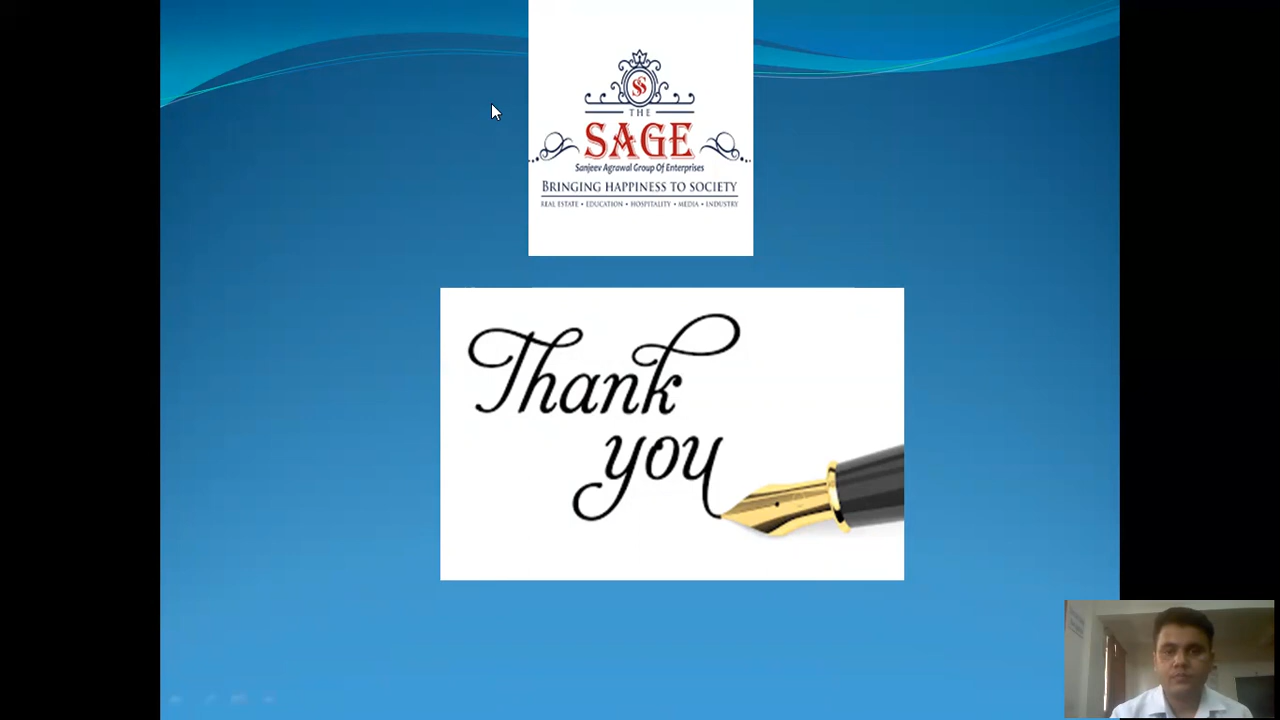 SS
THE
SAGE
Sanjeev Agrawal Group Of Enterprises
BRINGING HAPPINESS TO SOCIETY
REAL ESTATE • EDUCATION • HOSPITALITY • MEDIA • INDUSTRY
Thank
you